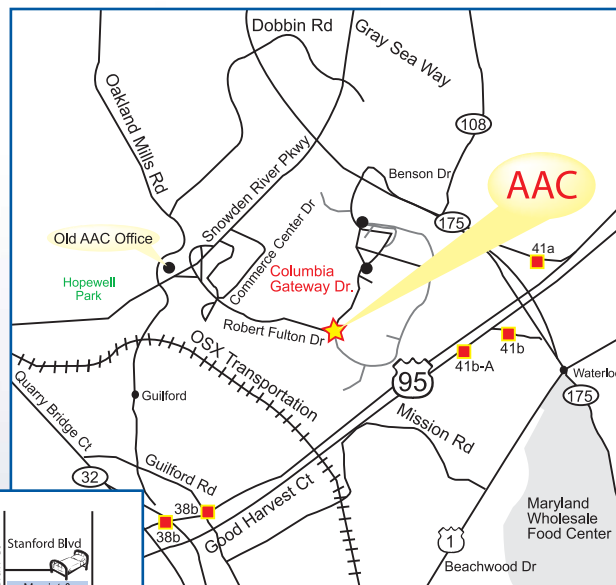 Dobbin Rd
Gray Sea Way
Oakland Mills Rd
108
Snowden River Pkwy
Benson Dr
AAC
175
Old AAC Office
Commerce Center Dr
41a
Columbia
Gateway Dr.
Hopewell
Park
Robert Fulton Dr
OSX Transportation
41b
41b-A
95
Waterloo
175
Quarry Bridge Ct
Guilford
Mission Rd
Guilford Rd
32
38b
38b
Good Harvest Ct
Maryland
Wholesale
Food Center
1
Beachwood Dr
Stanford Blvd